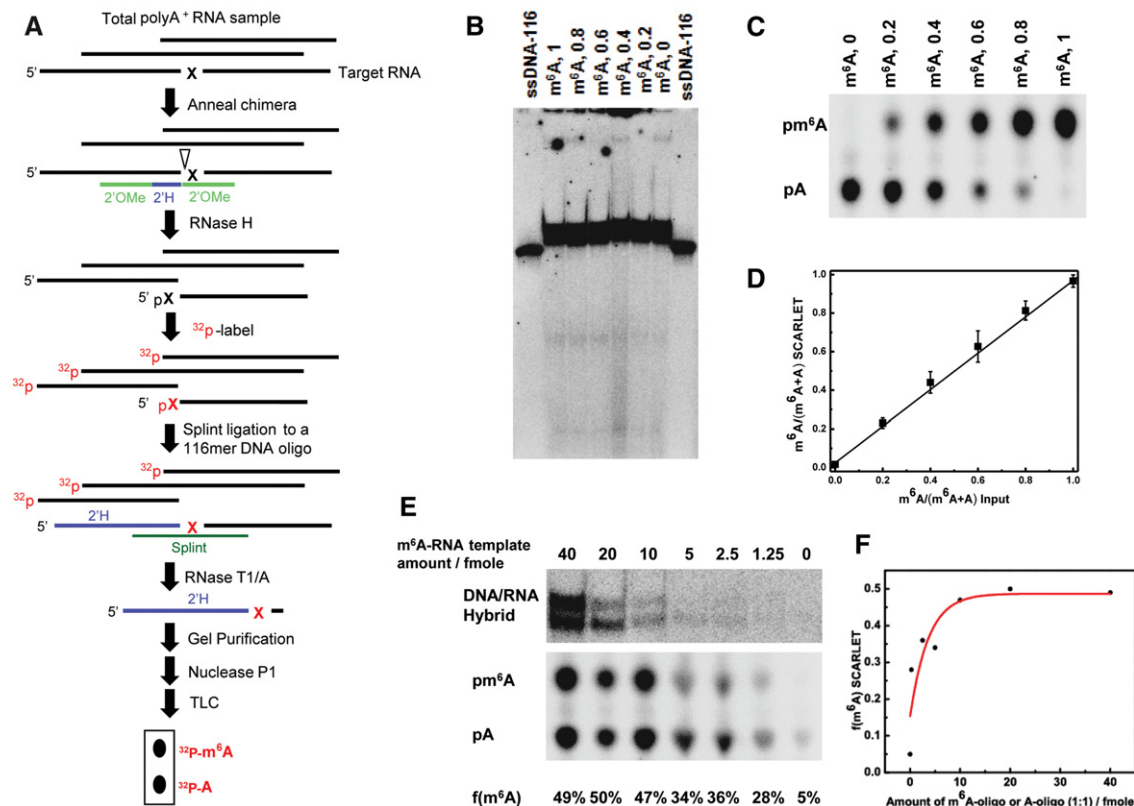 A
Total polyA⁺ RNA sample
5' X Target RNA
Anneal chimera
5' X
2'OMe 2'H 2'OMe
RNase H
5'
5' pX
³²p-label
³²p
³²p
³²p
5' pX
Splint ligation to a
116mer DNA oligo
³²p
³²p
³²p
2'H
5' X
Splint
RNase T1/A
2'H
5' X
Gel Purification
Nuclease P1
TLC
³²P-m⁶A
³²P-A
B
ssDNA-116
m⁶A, 1
m⁶A, 0.8
m⁶A, 0.6
m⁶A, 0.4
m⁶A, 0.2
m⁶A, 0
ssDNA-116
C
m⁶A, 0
m⁶A, 0.2
m⁶A, 0.4
m⁶A, 0.6
m⁶A, 0.8
m⁶A, 1
pm⁶A
pA
D
m⁶A/(m⁶A+A) SCARLET
1.0
0.8
0.6
0.4
0.2
0.0
0.0 0.2 0.4 0.6 0.8 1.0
m⁶A/(m⁶A+A) Input
E
m⁶A-RNA template
amount / fmole
40 20 10 5 2.5 1.25 0
DNA/RNA
Hybrid
pm⁶A
pA
f(m⁶A) 49% 50% 47% 34% 36% 28% 5%
F
f(m⁶A) SCARLET
0.5
0.4
0.3
0.2
0.1
0.0
0 10 20 30 40
Amount of m⁶A-oligo or A-oligo (1:1) / fmole